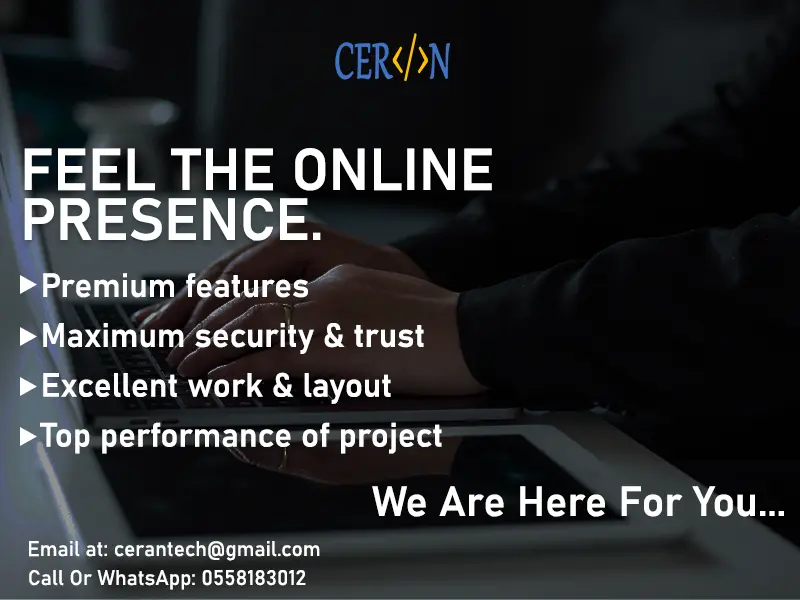 CER</>N
FEEL THE ONLINE
PRESENCE.
Premium features
Maximum security & trust
Excellent work & layout
Top performance of project
We Are Here For You...
Email at: cerantech@gmail.com
Call Or WhatsApp: 0558183012